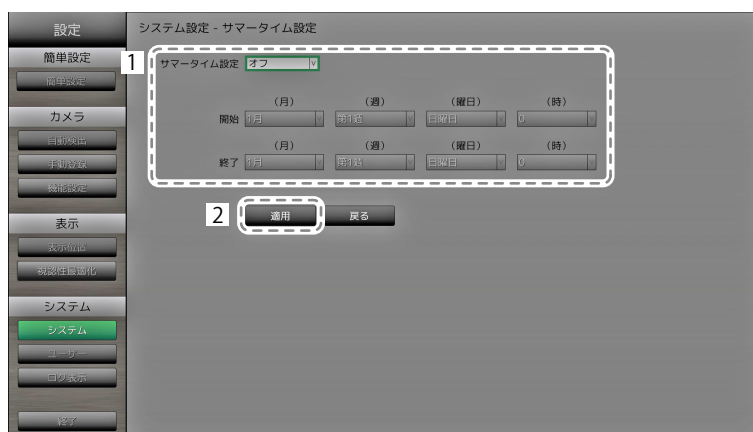 設定
システム設定 - サマータイム設定
簡単設定
簡単設定
カメラ
自動検出
手動登録
機能設定
表示
表示位置
視認性最適化
システム
システム
ユーザー
ログ表示
終了
1
サマータイム設定 オフ
(月) (週) (曜日) (時)
開始 1月 第1週 日曜日 0
(月) (週) (曜日) (時)
終了 1月 第1週 日曜日 0
2 適用 戻る